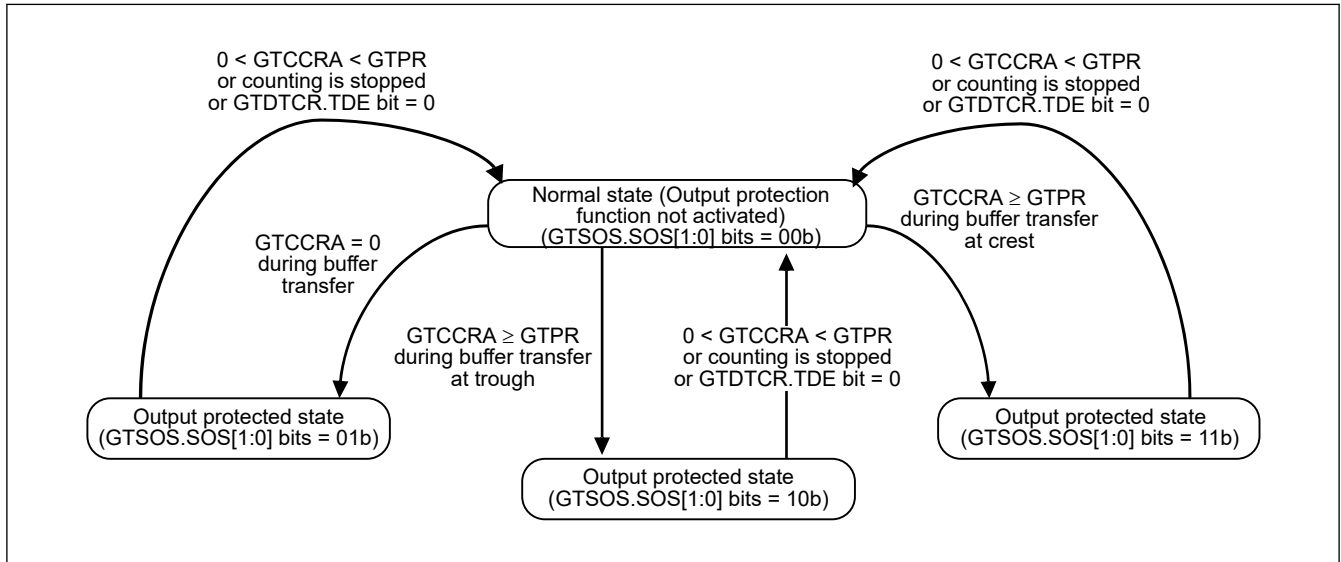 0 < GTCCRA < GTPR
or counting is stopped
or GTDTCR.TDE bit = 0
0 < GTCCRA < GTPR
or counting is stopped
or GTDTCR.TDE bit = 0
Normal state (Output protection
function not activated)
(GTSOS.SOS[1:0] bits = 00b)
GTCCRA ≥ GTPR
during buffer transfer
at crest
GTCCRA = 0
during buffer
transfer
GTCCRA ≥ GTPR
during buffer transfer
at trough
0 < GTCCRA < GTPR
or counting is stopped
or GTDTCR.TDE bit = 0
Output protected state
(GTSOS.SOS[1:0] bits = 01b)
Output protected state
(GTSOS.SOS[1:0] bits = 10b)
Output protected state
(GTSOS.SOS[1:0] bits = 11b)